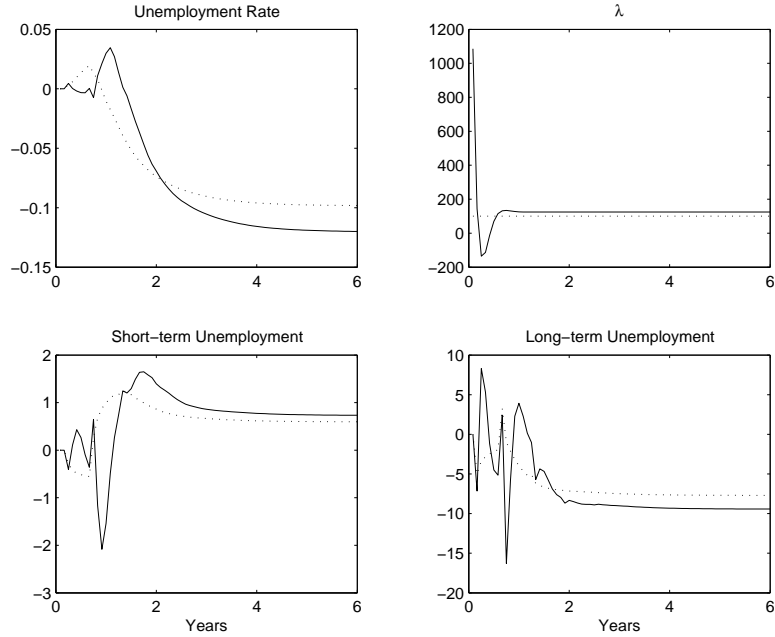 Unemployment Rate
0.05
0
−0.05
−0.1
−0.15
0 2 4 6
λ
1200
1000
800
600
400
200
0
−200
0 2 4 6
Short−term Unemployment
2
1
0
−1
−2
−3
0 2 4 6
Years
Long−term Unemployment
10
5
0
−5
−10
−15
−20
0 2 4 6
Years